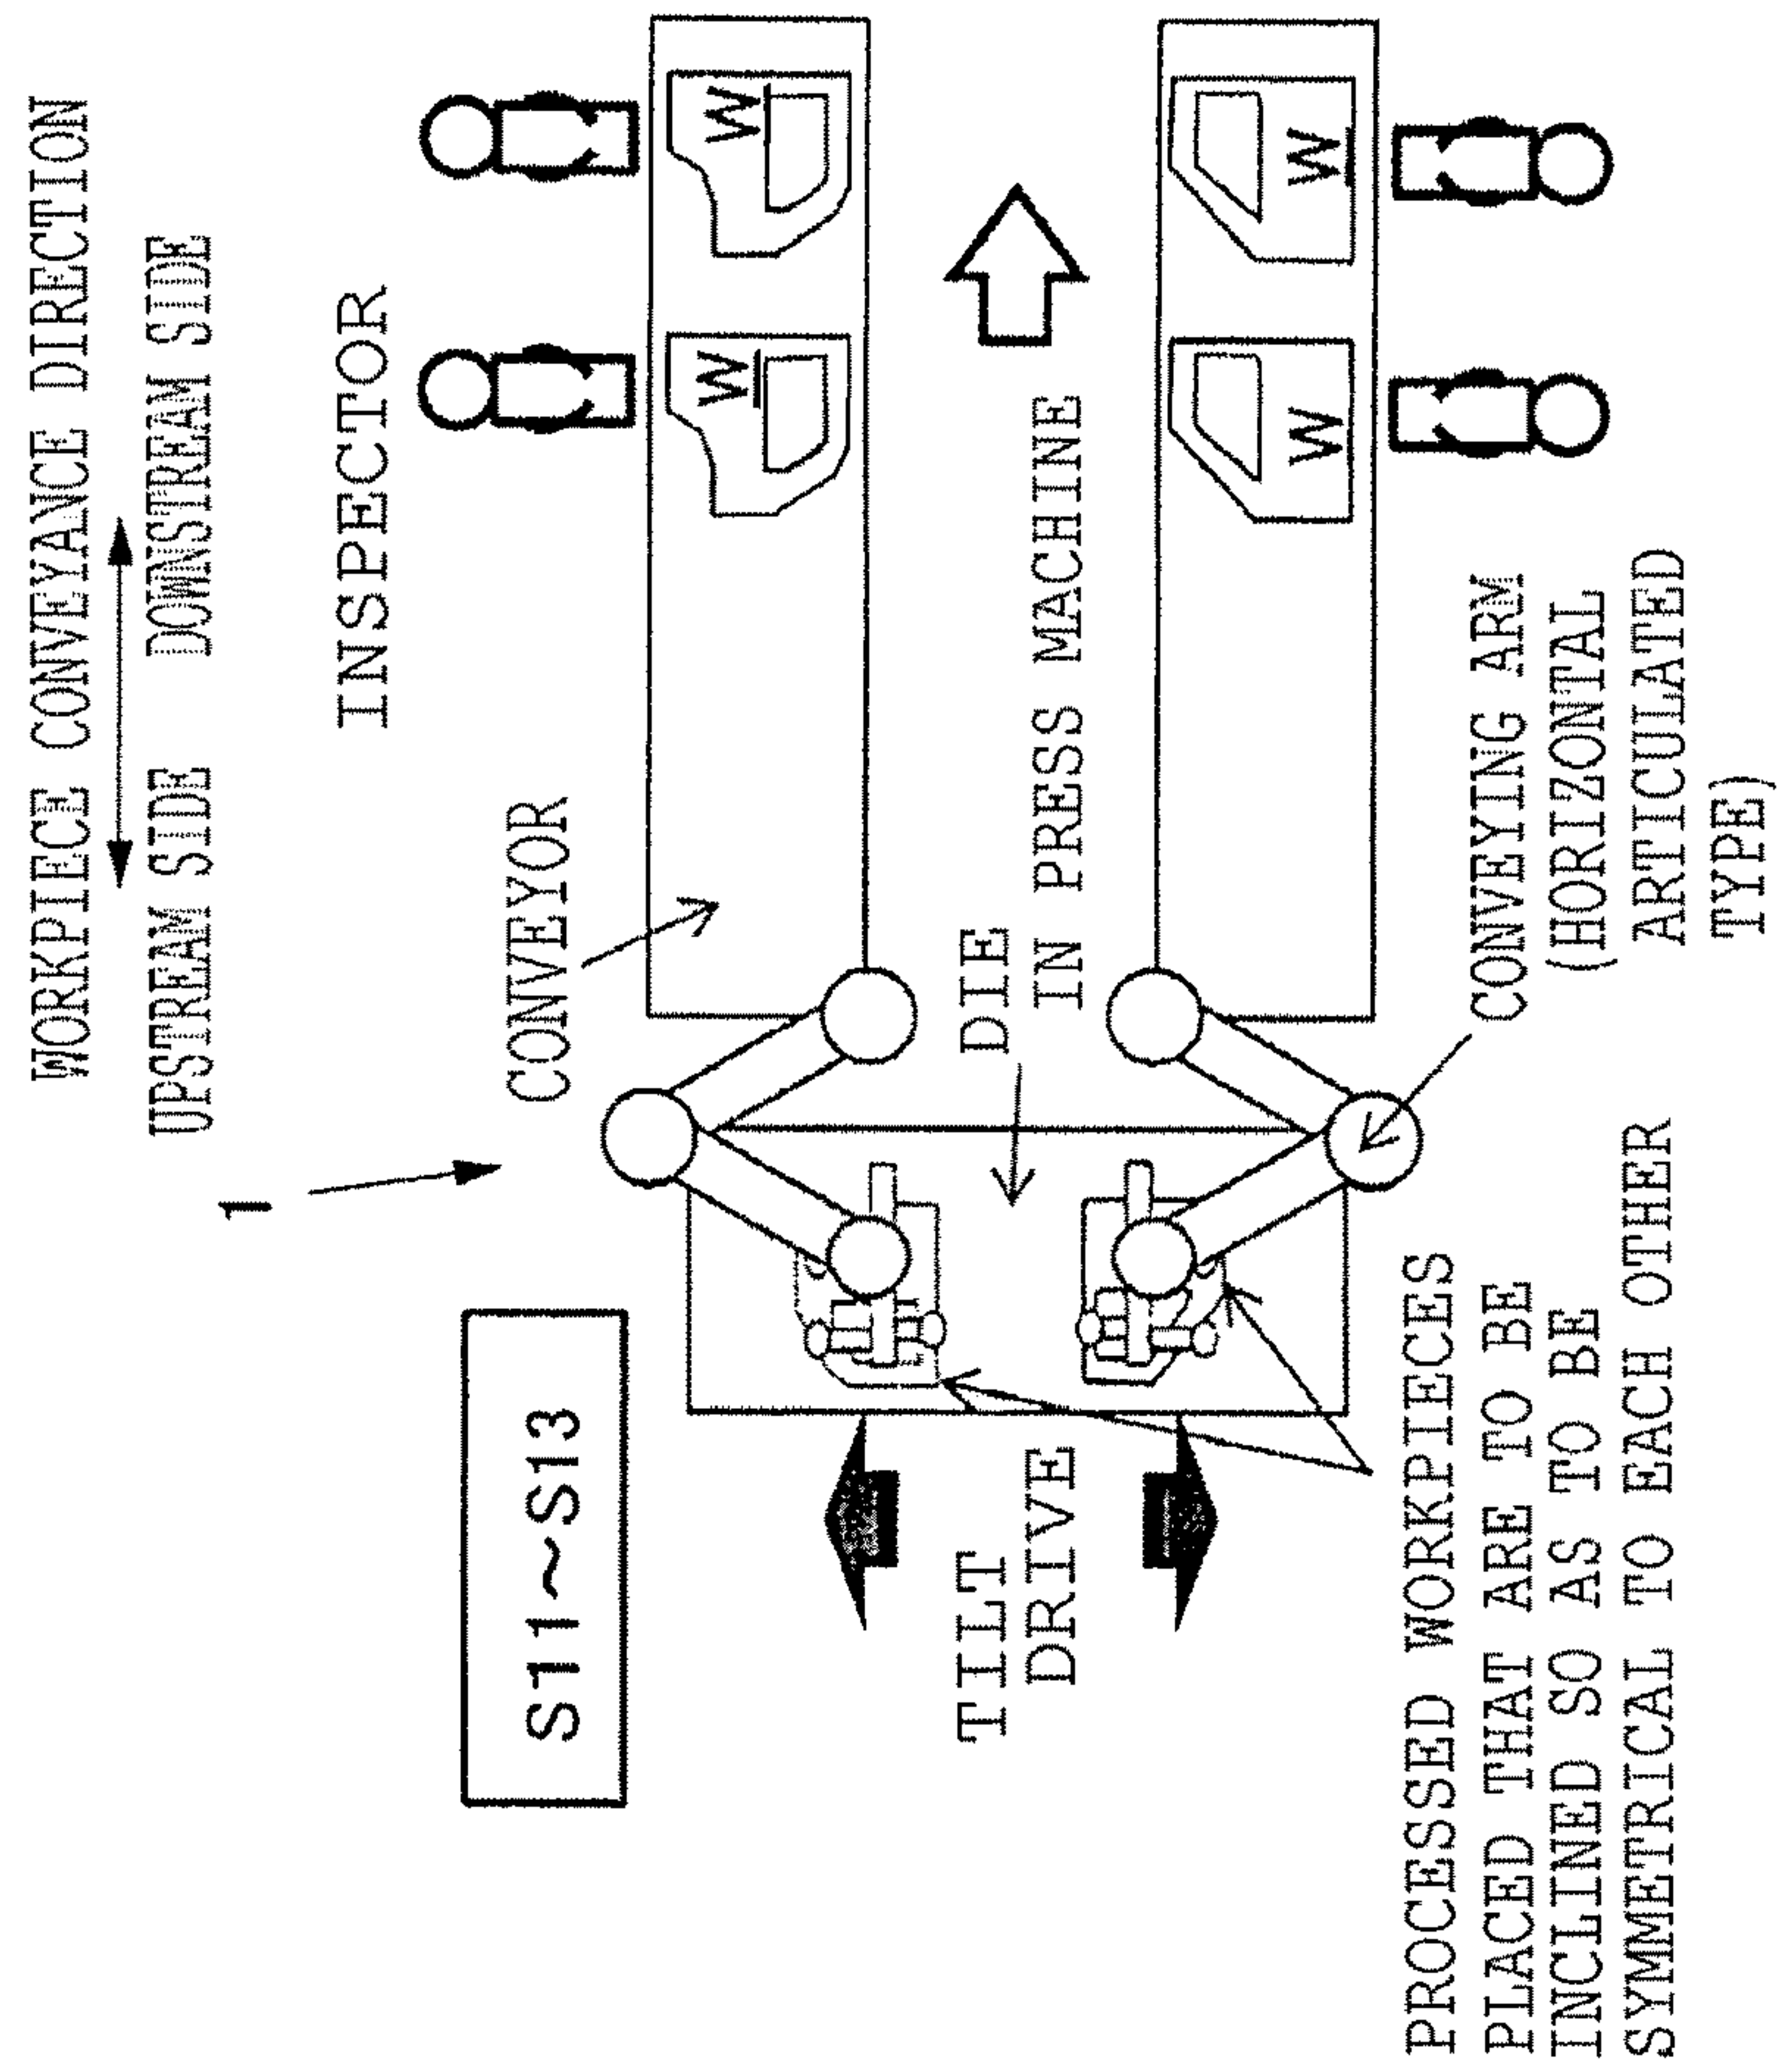 WORKPIECE CONVEYANCE DIRECTION
UPSTREAM SIDE DOWNSTREAM SIDE
1
INSPECTOR
S11~S13
CONVEYOR
W
W
TILT
DRIVE
DIE
IN PRESS MACHINE
W
W
PROCESSED WORKPIECES
PLACED THAT ARE TO BE
INCLINED SO AS TO BE
SYMMETRICAL TO EACH OTHER
CONVEYING ARM
(HORIZONTAL
ARTICULATED
TYPE)